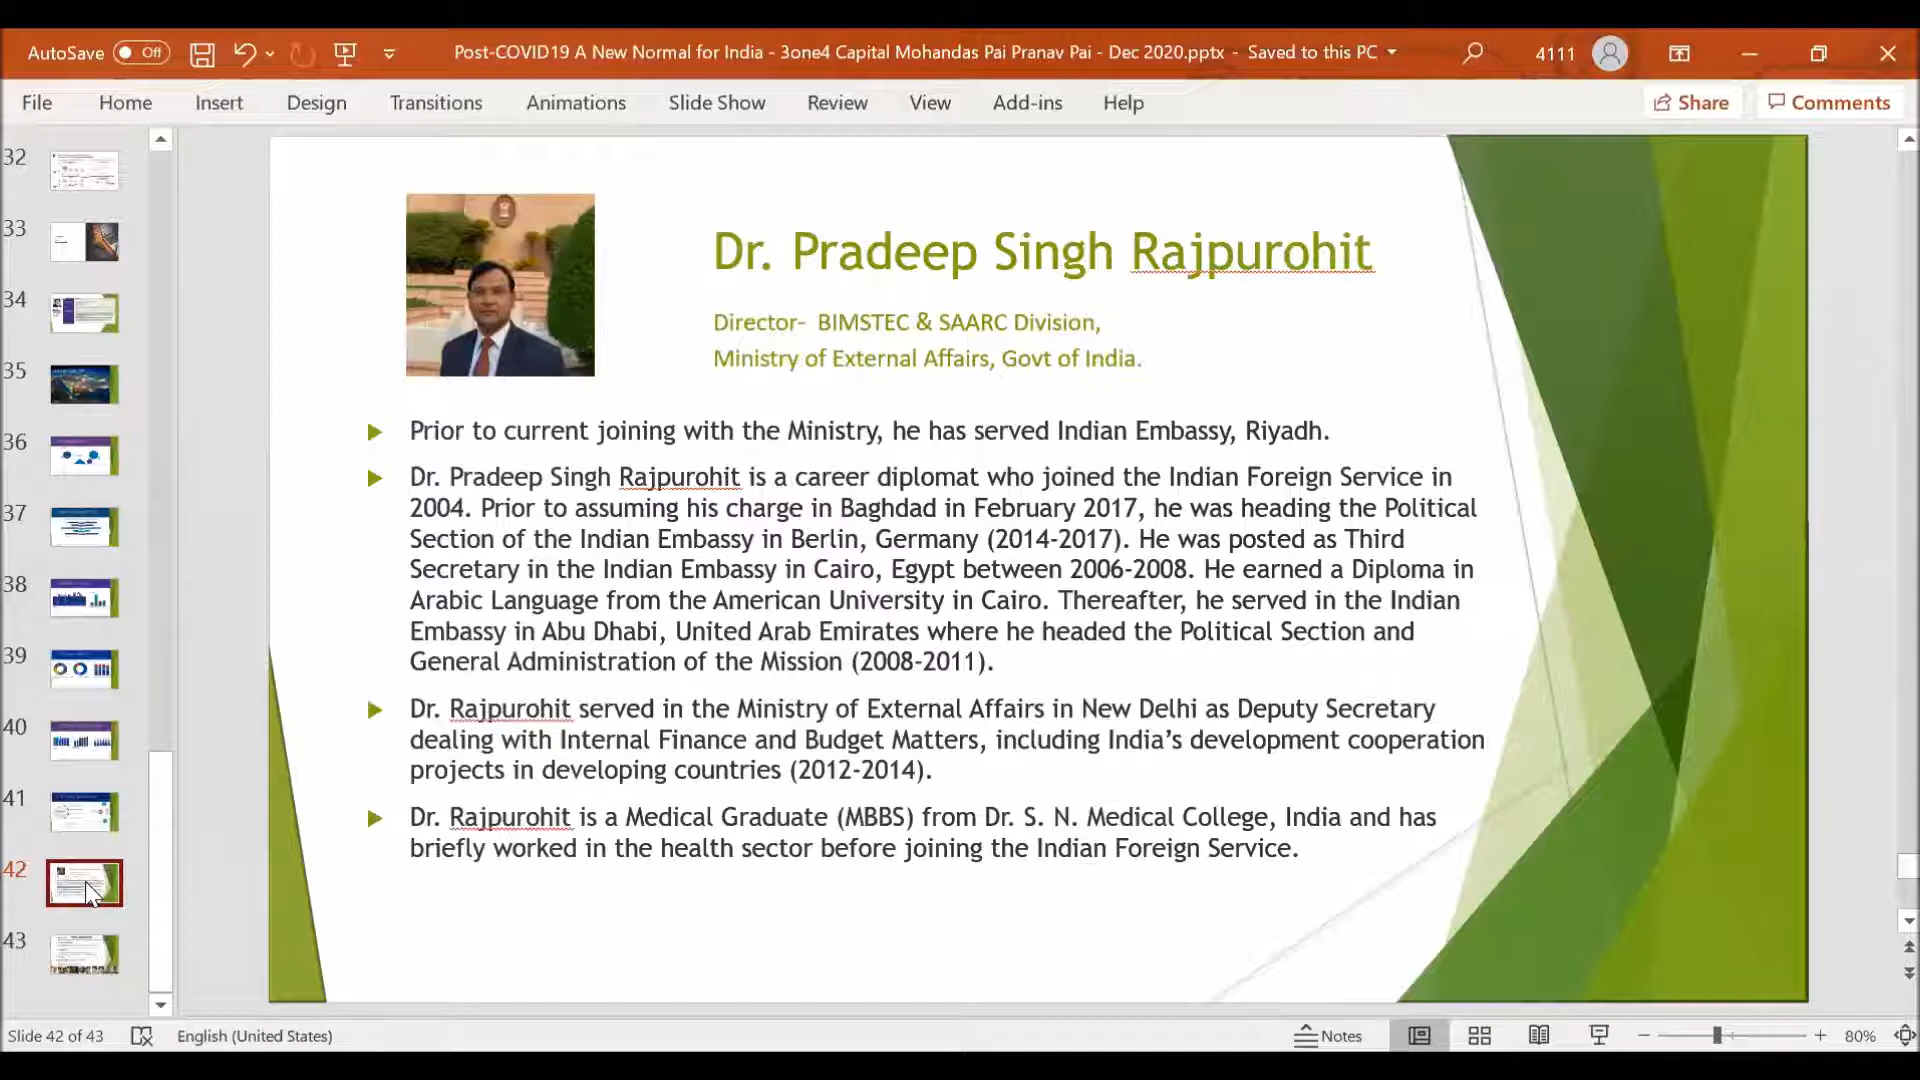 AutoSave Off Post-COVID19 A New Normal for India - 3one4 Capital Mohandas Pai Pranav Pai - Dec 2020.pptx - Saved to this PC 4111
File Home Insert Design Transitions Animations Slide Show Review View Add-ins Help Share Comments
32
33
34
35
36
37
38
39
40
41
42
43
Dr. Pradeep Singh Rajpurohit
Director- BIMSTEC & SAARC Division,
Ministry of External Affairs, Govt of India.
Prior to current joining with the Ministry, he has served Indian Embassy, Riyadh.
Dr. Pradeep Singh Rajpurohit is a career diplomat who joined the Indian Foreign Service in
2004. Prior to assuming his charge in Baghdad in February 2017, he was heading the Political
Section of the Indian Embassy in Berlin, Germany (2014-2017). He was posted as Third
Secretary in the Indian Embassy in Cairo, Egypt between 2006-2008. He earned a Diploma in
Arabic Language from the American University in Cairo. Thereafter, he served in the Indian
Embassy in Abu Dhabi, United Arab Emirates where he headed the Political Section and
General Administration of the Mission (2008-2011).
Dr. Rajpurohit served in the Ministry of External Affairs in New Delhi as Deputy Secretary
dealing with Internal Finance and Budget Matters, including India's development cooperation
projects in developing countries (2012-2014).
Dr. Rajpurohit is a Medical Graduate (MBBS) from Dr. S. N. Medical College, India and has
briefly worked in the health sector before joining the Indian Foreign Service.
Slide 42 of 43 English (United States) Notes 80%